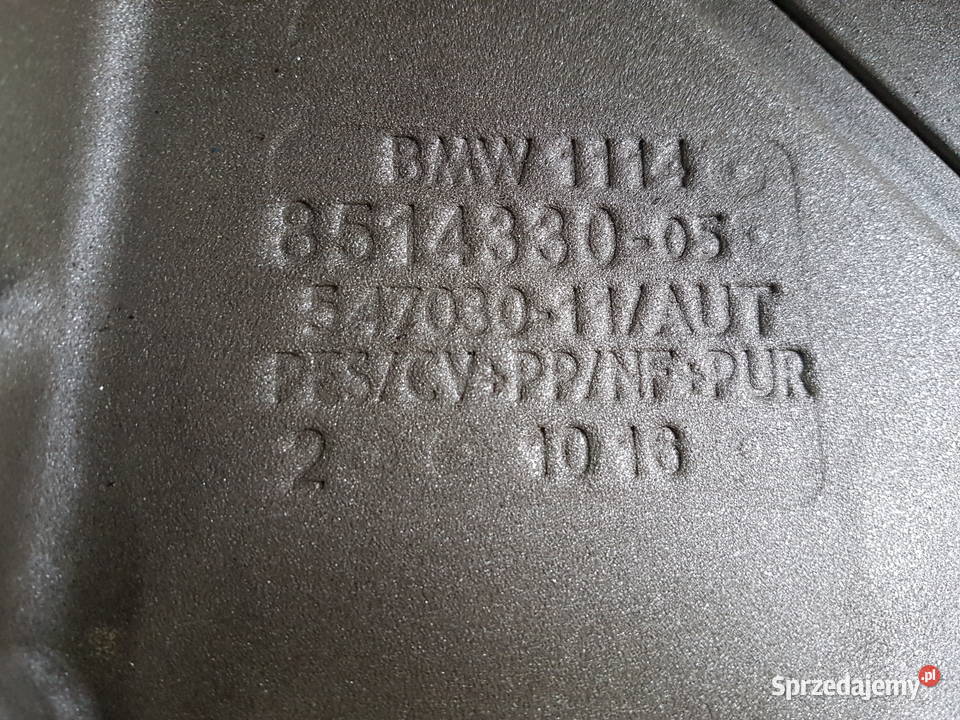 BMW 1114
8514330-05
547030-11/AUT
PES/CV>PP/NF>PUR
2 10 16
Sprzedajemy.pl